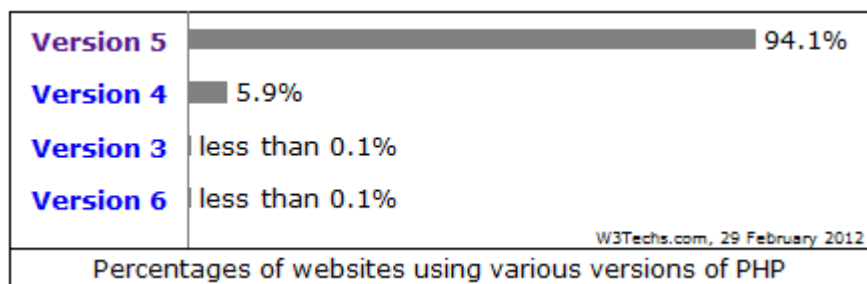 Version 5 94.1%
Version 4 5.9%
Version 3 less than 0.1%
Version 6 less than 0.1%
W3Techs.com, 29 February 2012
Percentages of websites using various versions of PHP